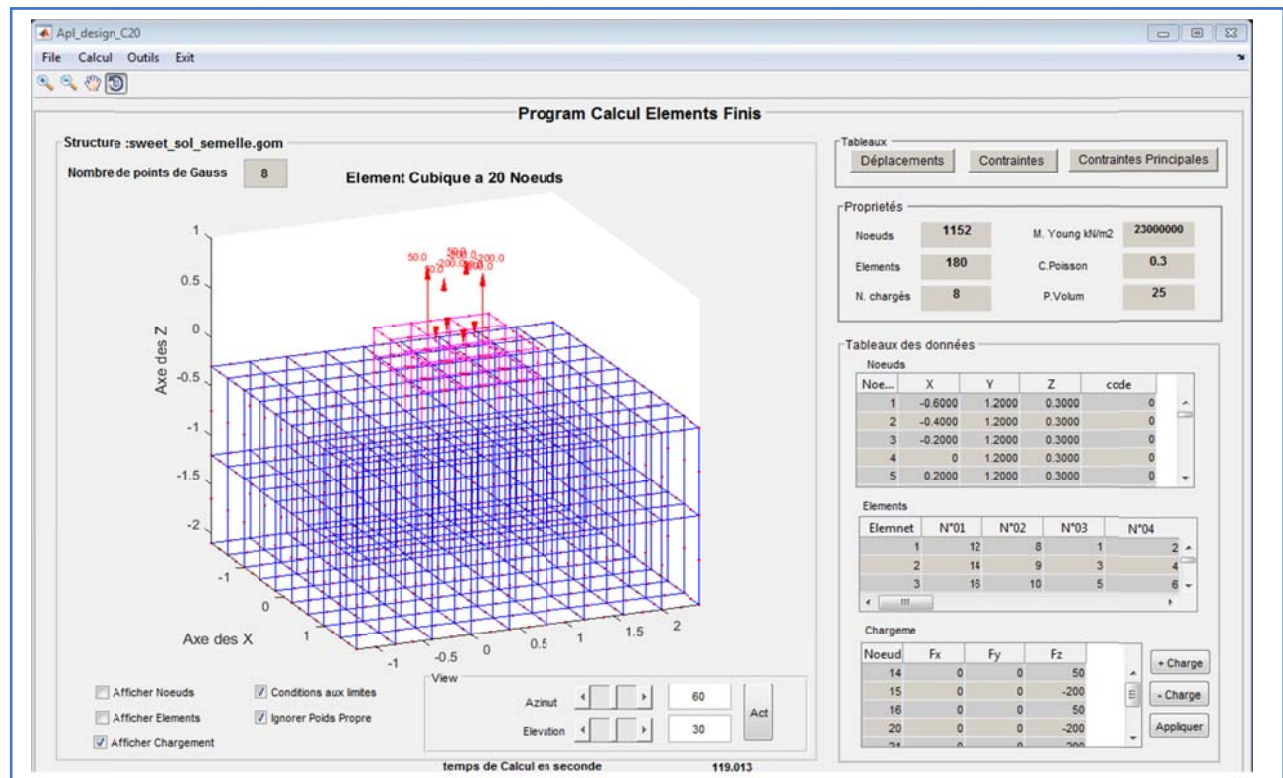 Apl_design_C20
File Calcul Outils Exit
Program Calcul Elements Finis
Structure :sweet_sol_semelle.gom
Nombre de points de Gauss 8
Element Cubique a 20 Noeuds
50.0
-200.0
Axe des Z
1
0.5
0
-0.5
-1
-1.5
-2
Axe des X
-1
0
1
-1
-0.5
0
0.5
1
1.5
2
Afficher Noeuds
Afficher Elements
Afficher Chargement
Conditions aux limites
Ignorer Poids Propre
View
Azinut 60
Elevation 30
Act
temps de Calcul en seconde 119.013
Tableaux
Déplacements Contraintes Contraintes Principales
Proprietés
Noeuds 1152 M. Young kN/m2 23000000
Elements 180 C.Poisson 0.3
N. chargés 8 P.Volum 25
Tableaux des données
Noeuds
Noe... X Y Z code
1 -0.6000 1.2000 0.3000 0
2 -0.4000 1.2000 0.3000 0
3 -0.2000 1.2000 0.3000 0
4 0 1.2000 0.3000 0
5 0.2000 1.2000 0.3000 0
Elements
Elemnet N°01 N°02 N°03 N°04
1 12 8 1 2
2 14 9 3 4
3 16 10 5 6
Chargeme
Noeud Fx Fy Fz
14 0 0 50
15 0 0 -200
16 0 0 50
20 0 0 -200
+ Charge
- Charge
Appliquer